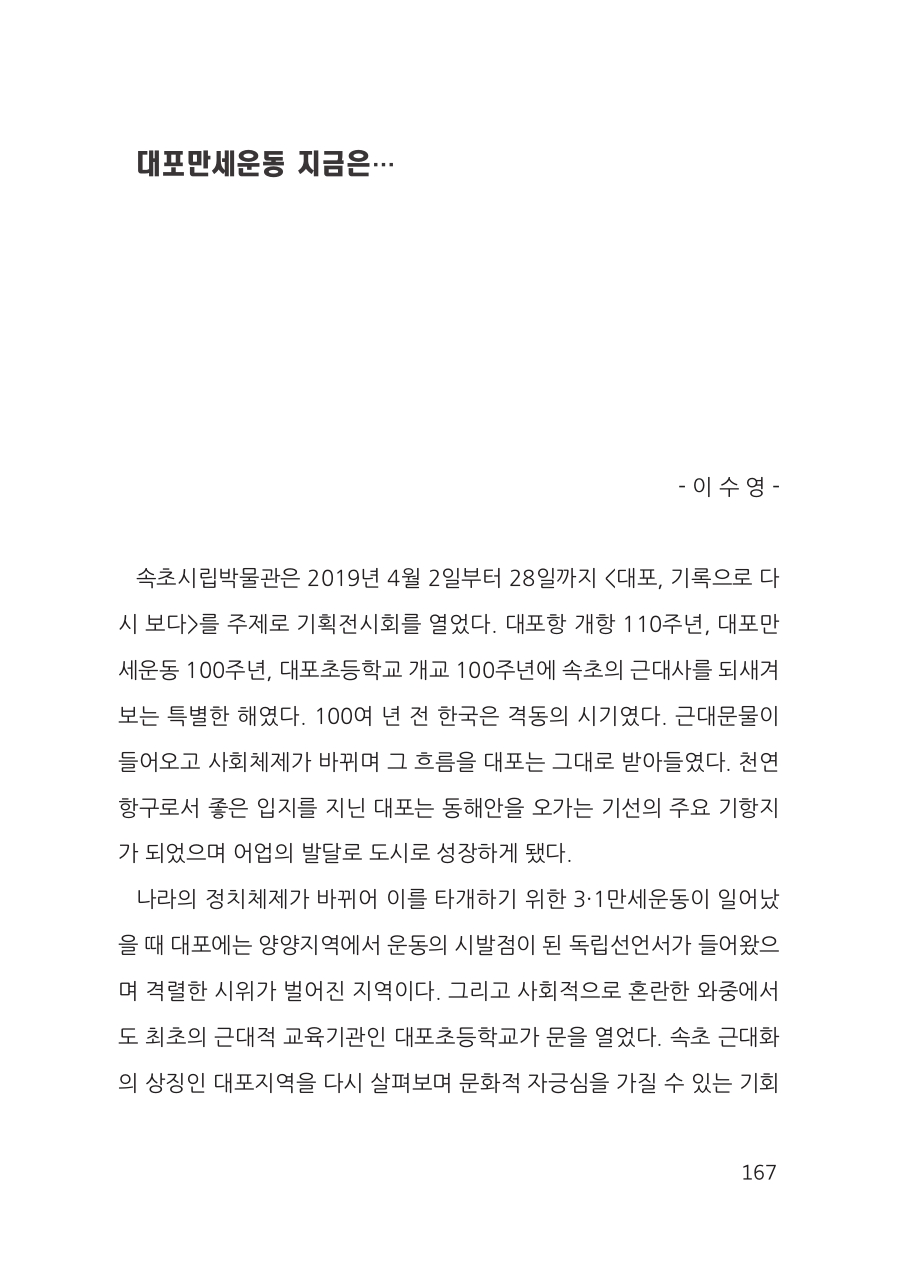 대포만세운동 지금은…
- 이 수 영 -
속초시립박물관은 2019년 4월 2일부터 28일까지 <대포, 기록으로 다
시 보다>를 주제로 기획전시회를 열었다. 대포항 개항 110주년, 대포만
세운동 100주년, 대포초등학교 개교 100주년에 속초의 근대사를 되새겨
보는 특별한 해였다. 100여 년 전 한국은 격동의 시기였다. 근대문물이
들어오고 사회체제가 바뀌며 그 흐름을 대포는 그대로 받아들였다. 천연
항구로서 좋은 입지를 지닌 대포는 동해안을 오가는 기선의 주요 기항지
가 되었으며 어업의 발달로 도시로 성장하게 됐다.
나라의 정치체제가 바뀌어 이를 타개하기 위한 3·1만세운동이 일어났
을 때 대포에는 양양지역에서 운동의 시발점이 된 독립선언서가 들어왔으
며 격렬한 시위가 벌어진 지역이다. 그리고 사회적으로 혼란한 와중에서
도 최초의 근대적 교육기관인 대포초등학교가 문을 열었다. 속초 근대화
의 상징인 대포지역을 다시 살펴보며 문화적 자긍심을 가질 수 있는 기회
167